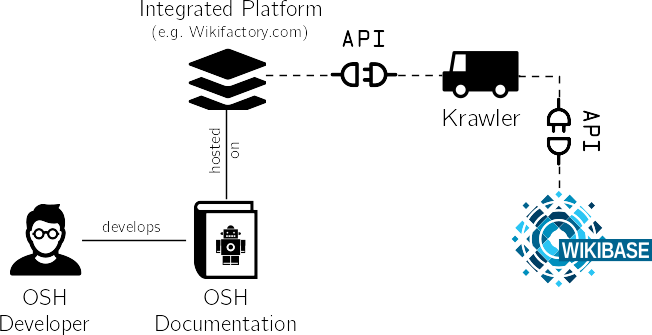 Integrated Platform
(e.g. Wikifactory.com)
API
Krawler
API
hosted
on
develops
WIKIBASE
OSH
Developer
OSH
Documentation